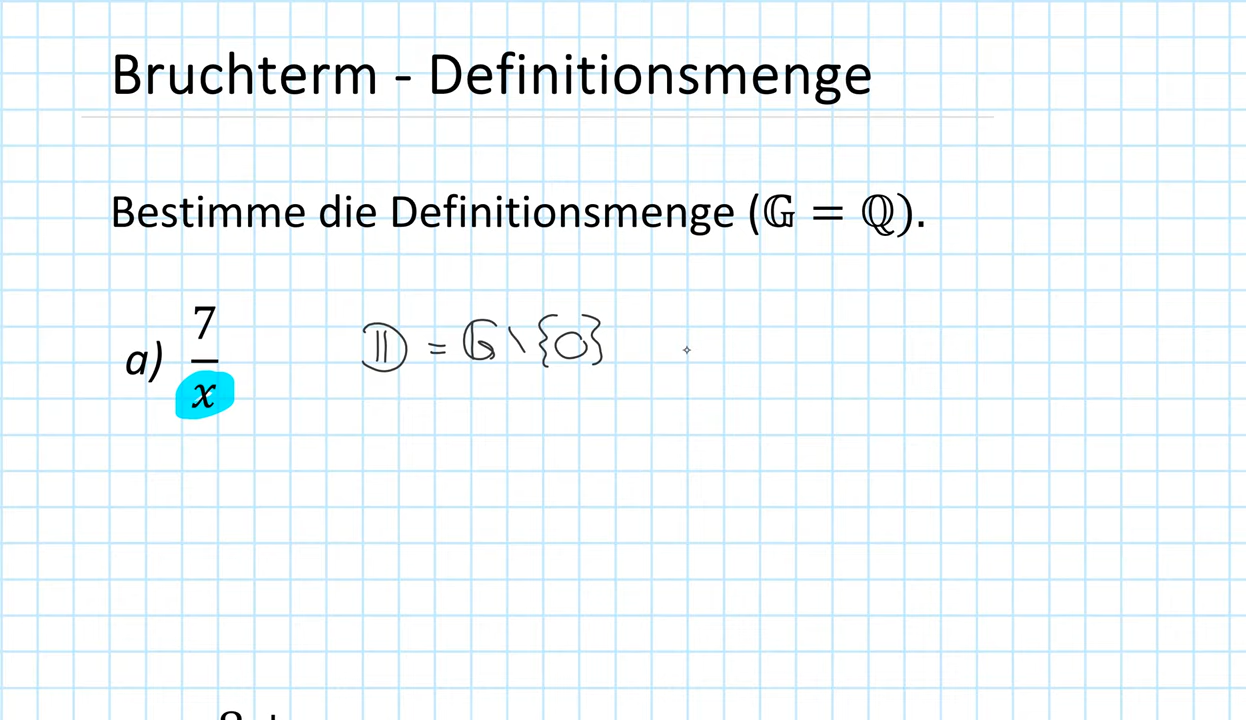 Bruchterm - Definitionsmenge
Bestimme die Definitionsmenge (𝔾 = ℚ).
a) 7/x 𝔻 = 𝔾 \ {0}